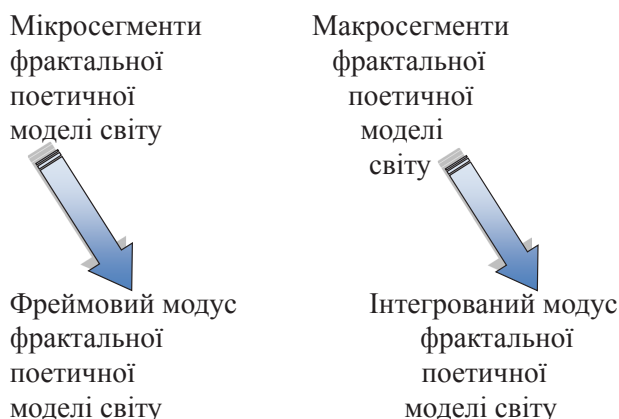 Мікросегменти
фрактальної
поетичної
моделі світу
Макросегменти
фрактальної
поетичної
моделі
світу
Фреймовий модус
фрактальної
поетичної
моделі світу
Інтегрований модус
фрактальної
поетичної
моделі світу